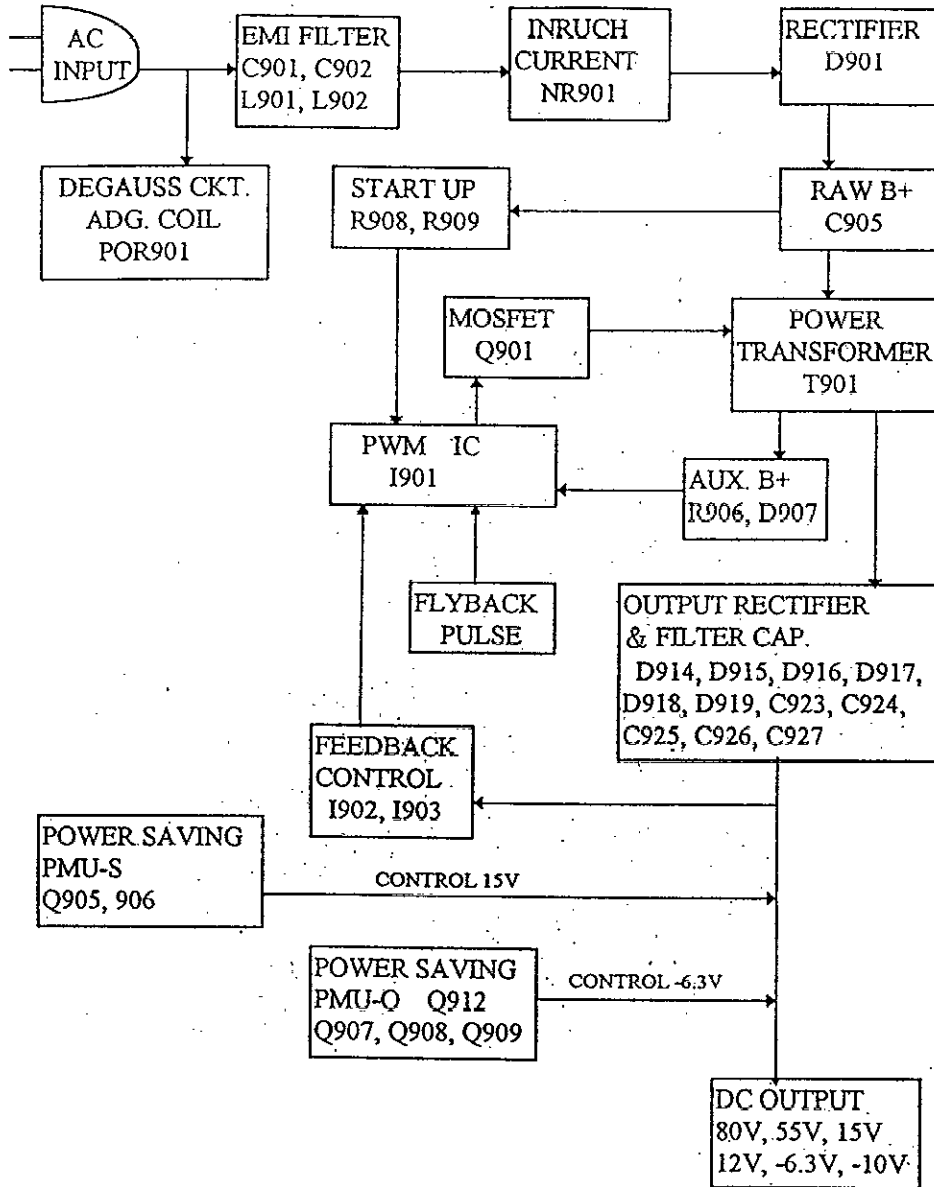 AC
INPUT
EMI FILTER
C901, C902
L901, L902
INRUCH
CURRENT
NR901
RECTIFIER
D901
DEGAUSS CKT.
ADG. COIL
POR901
START UP
R908, R909
RAW B+
C905
MOSFET
Q901
POWER
TRANSFORMER
T901
PWM IC
I901
AUX. B+
R906, D907
FLYBACK
PULSE
OUTPUT RECTIFIER
& FILTER CAP.
D914, D915, D916, D917,
D918, D919, C923, C924,
C925, C926, C927
FEEDBACK
CONTROL
I902, I903
POWER SAVING
PMU-S
Q905, 906
CONTROL 15V
POWER SAVING
PMU-O Q912
Q907, Q908, Q909
CONTROL -6.3V
DC OUTPUT
80V, 55V, 15V
12V, -6.3V, -10V